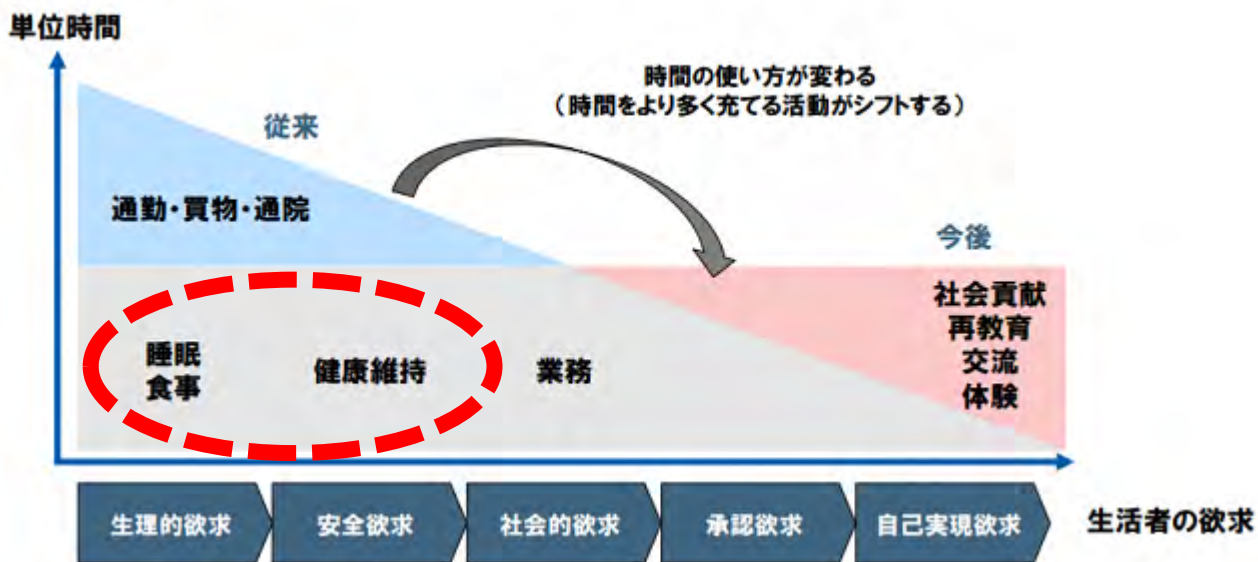 単位時間
時間の使い方が変わる
（時間をより多く充てる活動がシフトする）
従来
通勤・買物・通院
今後
社会貢献
再教育
交流
体験
睡眠
食事
健康維持
業務
生理的欲求
安全欲求
社会的欲求
承認欲求
自己実現欲求
生活者の欲求